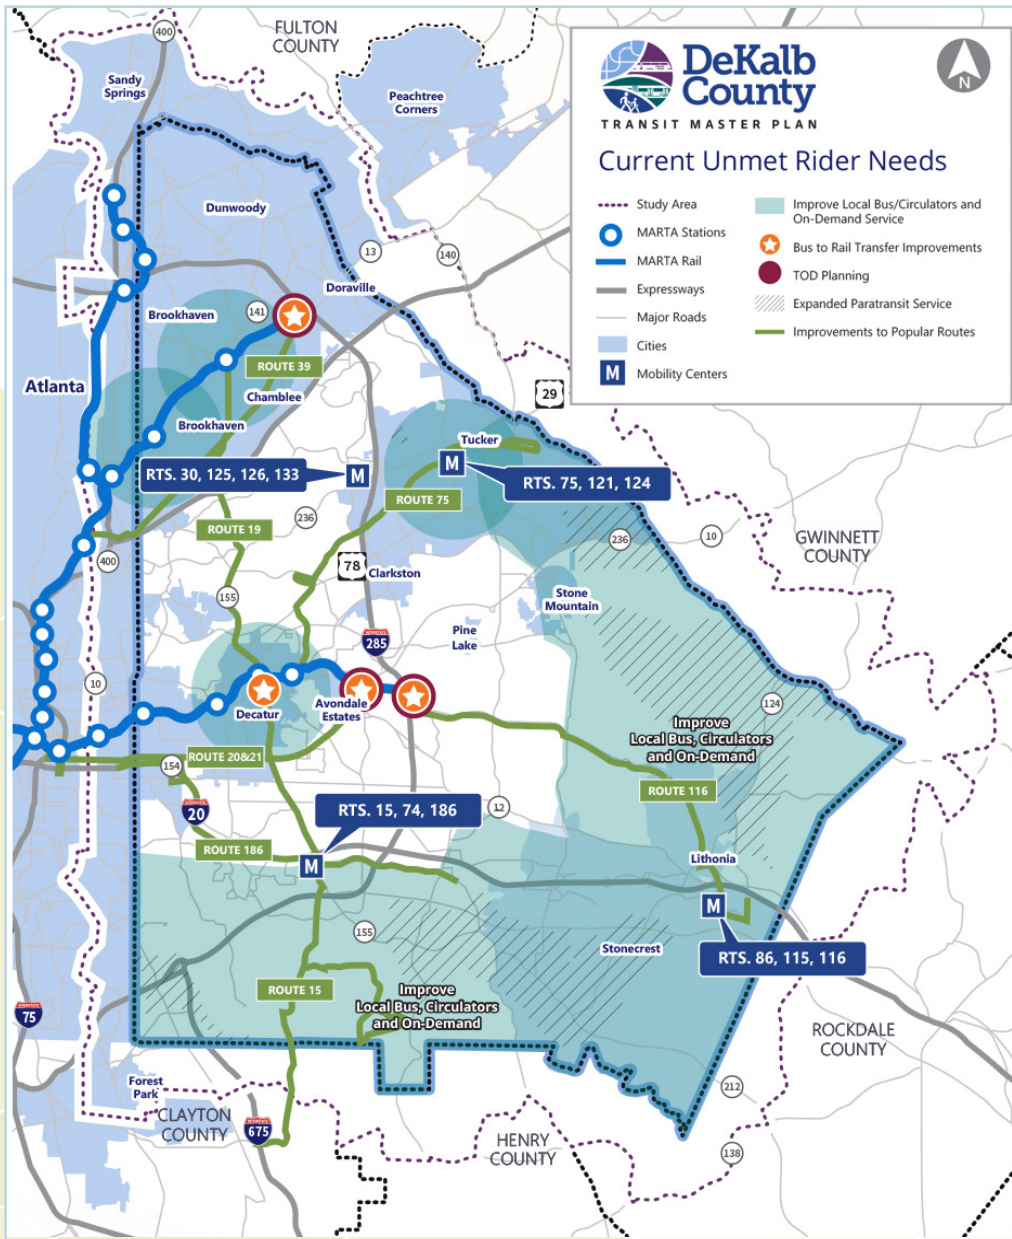 FULTON
COUNTY
400
Sandy
Springs
Peachtree
Corners
DeKalb
County
TRANSIT MASTER PLAN
N
Current Unmet Rider Needs
Study Area
MARTA Stations
MARTA Rail
Expressways
Major Roads
Cities
M
Mobility Centers
Improve Local Bus/Circulators and
On-Demand Service
Bus to Rail Transfer Improvements
TOD Planning
Expanded Paratransit Service
Improvements to Popular Routes
Dunwoody
13
140
Doraville
Brookhaven
141
ROUTE 39
Atlanta
Chamblee
29
Brookhaven
Tucker
RTS. 30, 125, 126, 133
M
M
RTS. 75, 121, 124
ROUTE 75
236
ROUTE 19
236
10
GWINNETT
COUNTY
400
78
Clarkston
155
Stone
Mountain
285
Pine
Lake
10
124
Decatur
Avondale
Estates
Improve
Local Bus, Circulators
and On-Demand
ROUTE 20&21
154
ROUTE 116
20
RTS. 15, 74, 186
12
ROUTE 186
M
Lithonia
M
155
Stonecrest
RTS. 86, 115, 116
ROUTE 15
Improve
Local Bus, Circulators
and On-Demand
75
ROCKDALE
COUNTY
Forest
Park
212
CLAYTON
COUNTY
675
HENRY
COUNTY
138